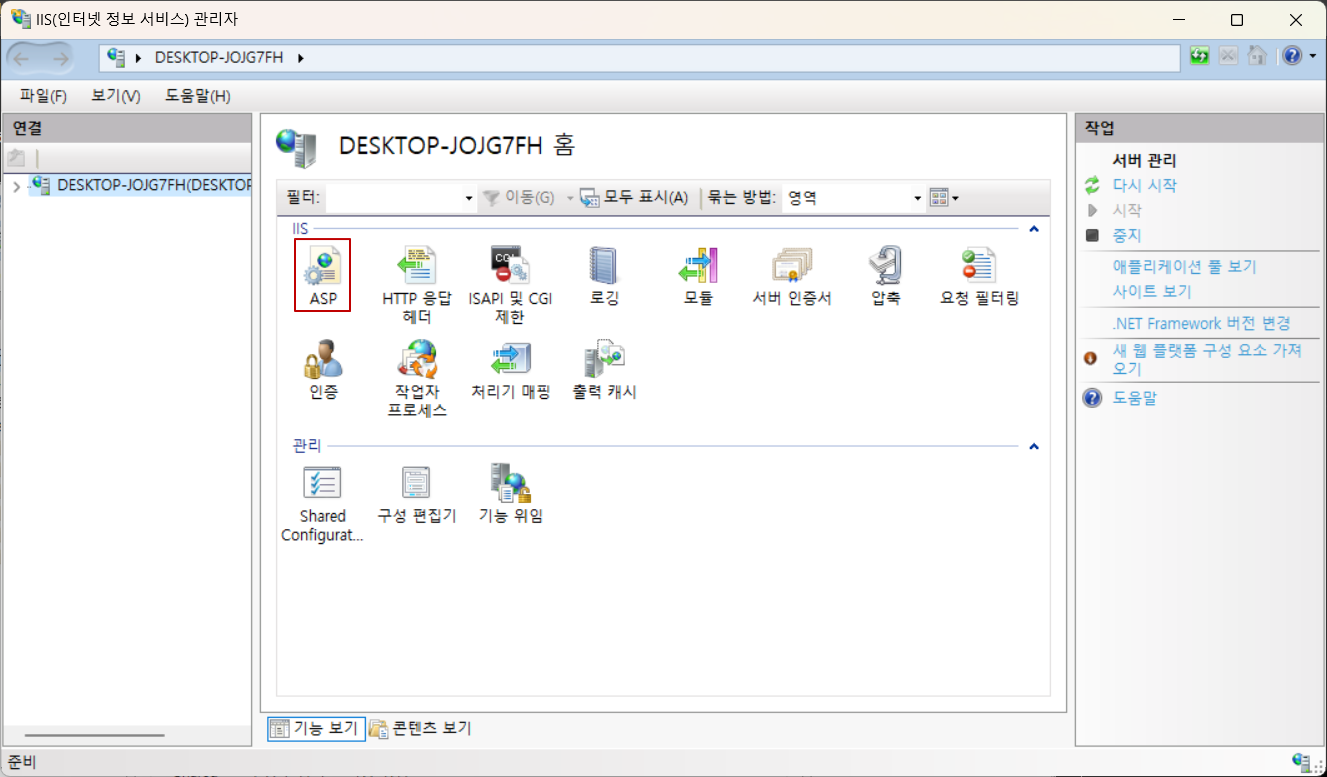 IIS(인터넷 정보 서비스) 관리자
DESKTOP-JOJG7FH
파일(F) 보기(V) 도움말(H)
연결
DESKTOP-JOJG7FH(DESKTOP
DESKTOP-JOJG7FH 홈
필터: 이동(G) 모두 표시(A) 묶는 방법: 영역
IIS
ASP
HTTP 응답
헤더
ISAPI 및 CGI
제한
로깅
모듈
서버 인증서
압축
요청 필터링
인증
작업자
프로세스
처리기 매핑
출력 캐시
관리
Shared
Configurat...
구성 편집기
기능 위임
기능 보기 콘텐츠 보기
작업
서버 관리
다시 시작
시작
중지
애플리케이션 풀 보기
사이트 보기
.NET Framework 버전 변경
새 웹 플랫폼 구성 요소 가져
오기
도움말
준비